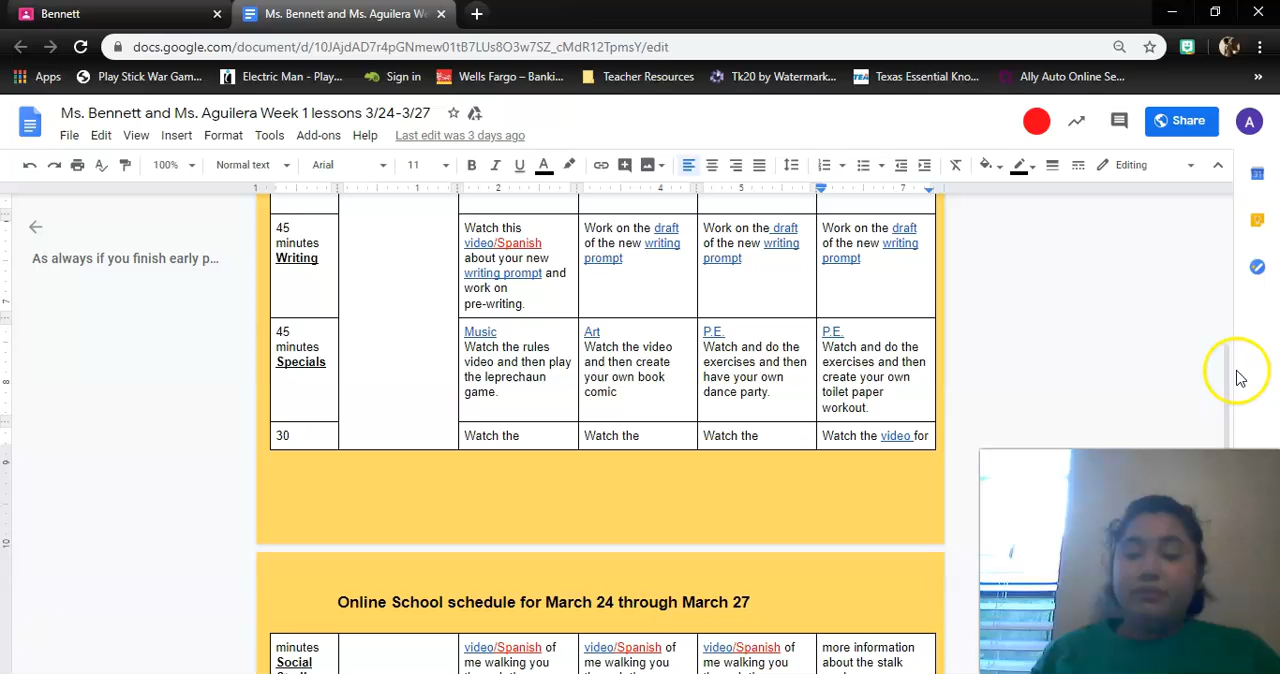 Bennett
Ms. Bennett and Ms. Aguilera We
docs.google.com/document/d/10JAjdAD7r4pGNmew01tB7LUs8O3w7SZ_cMdR12TpmsY/edit
Apps Play Stick War Gam... Electric Man - Play... Sign in Wells Fargo – Banki... Teacher Resources Tk20 by Watermark... Texas Essential Kno... Ally Auto Online Se... »
Ms. Bennett and Ms. Aguilera Week 1 lessons 3/24-3/27
File Edit View Insert Format Tools Add-ons Help Last edit was 3 days ago
Share
A
100% Normal text Arial 11 B I U A Editing
1 1 2 4 5 7
As always if you finish early p...
45
minutes
Writing
Watch this
video/Spanish
about your new
writing prompt and
work on
pre-writing.
Work on the draft
of the new writing
prompt
Work on the draft
of the new writing
prompt
Work on the draft
of the new writing
prompt
45
minutes
Specials
Music
Watch the rules
video and then play
the leprechaun
game.
Art
Watch the video
and then create
your own book
comic
P.E.
Watch and do the
exercises and then
have your own
dance party.
P.E.
Watch and do the
exercises and then
create your own
toilet paper
workout.
30
Watch the
Watch the
Watch the
Watch the video for
Online School schedule for March 24 through March 27
minutes
Social
video/Spanish of
me walking you
video/Spanish of
me walking you
video/Spanish of
me walking you
more information
about the stalk